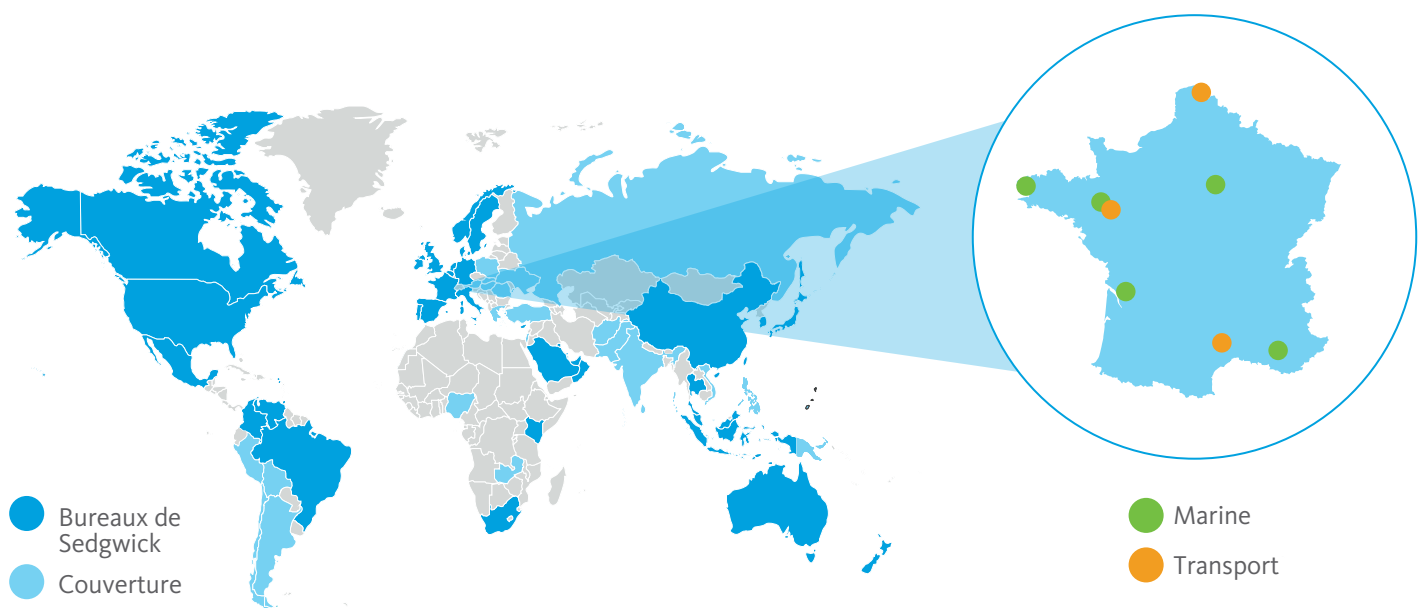 Bureaux de
Sedgwick
Couverture
Marine
Transport